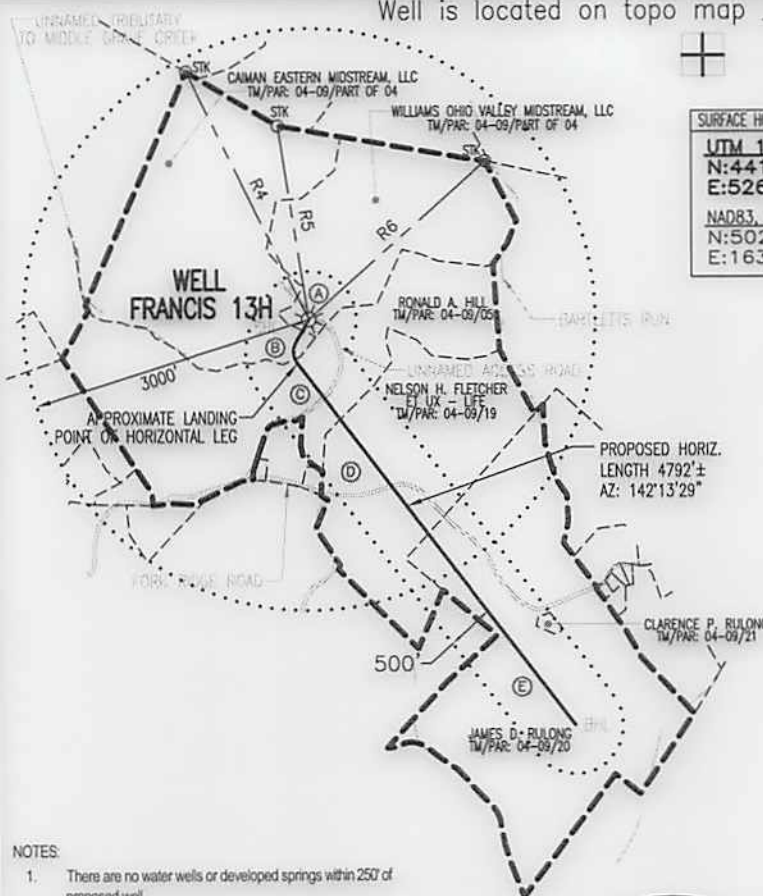 Well is located on topo map
UNNAMED TRIBUTARY
TO MIDDLE GRAVE CREEK
STK
CAIMAN EASTERN MIDSTREAM, LLC
TM/PAR: 04-09/PART OF 04
STK
WILLIAMS OHIO VALLEY MIDSTREAM, LLC
TM/PAR: 04-09/PART OF 04
STK
SURFACE
UTM
N:441
E:526
NAD83,
N:502
E:163
R4
R5
R6
WELL
FRANCIS 13H
A
RONALD A. HILL
TM/PAR: 04-09/05
BARTLETTS RUN
B
3000'
UNNAMED ACCESS ROAD
C
NELSON H. FLETCHER
ET UX - LIFE
TM/PAR: 04-09/19
APPROXIMATE LANDING
POINT OF HORIZONTAL LEG
PROPOSED HORIZ.
LENGTH 4792'±
AZ: 142°13'29"
D
FORK RIDGE ROAD
CLARENCE P. RULONG
TM/PAR: 04-09/21
500'
E
BHL
JAMES D. RULONG
TM/PAR: 04-09/20
NOTES:
1. There are no water wells or developed springs within 250' of
proposed well.